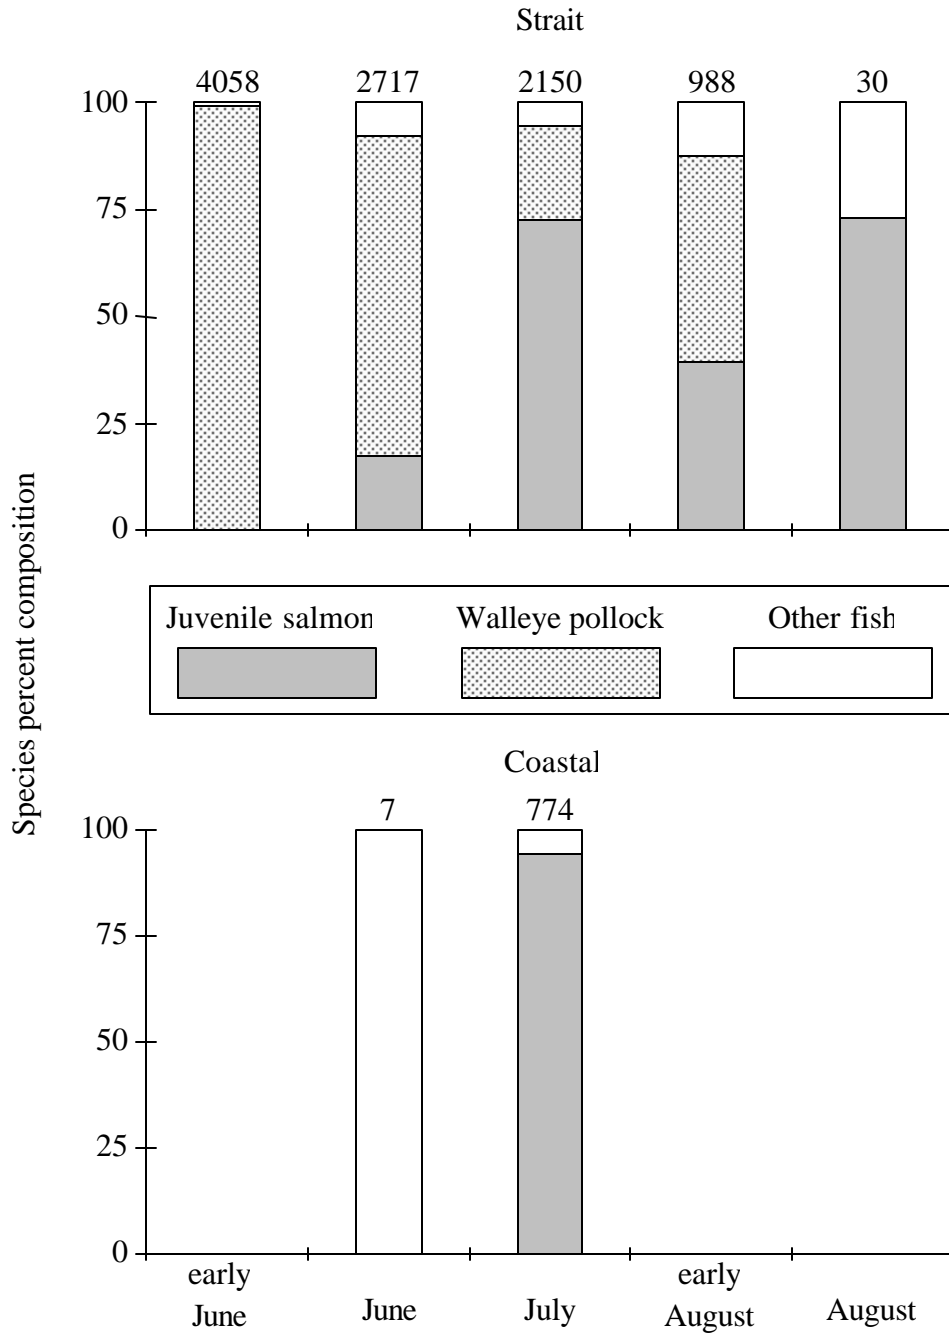 Strait
4058 2717 2150 988 30
100
75
50
25
0
Species percent composition
Juvenile salmon Walleye pollock Other fish
Coastal
7 774
100
75
50
25
0
early early
June June July August August